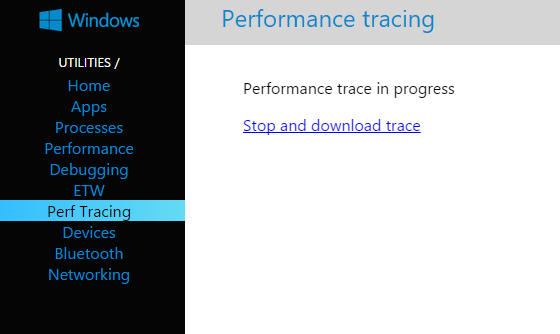 Windows
UTILITIES /
Home
Apps
Processes
Performance
Debugging
ETW
Perf Tracing
Devices
Bluetooth
Networking
Performance tracing
Performance trace in progress
Stop and download trace